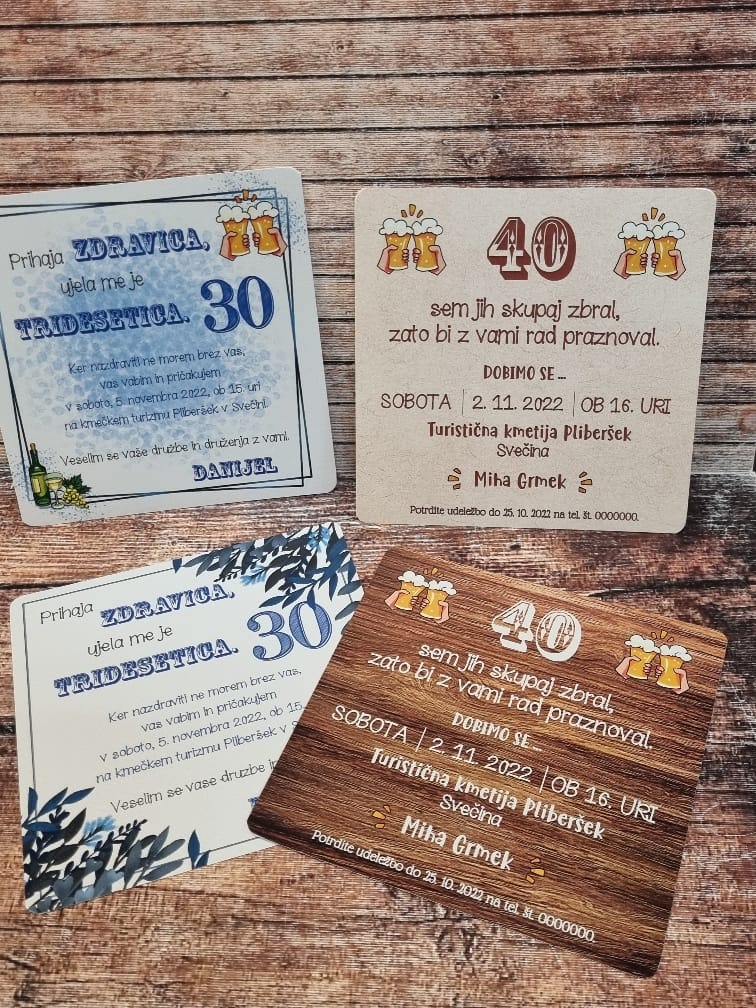 Prihaja ZDRAVICA,
ujela me je
TRIDESETICA. 30
Ker nazdraviti ne morem brez vas,
vas vabim in pričakujem
v soboto, 5. novembra 2022, ob 15. uri
na kmečkem turizmu Pliberšek v Svečini.
Veselim se vaše družbe in druženja z vami.
DANIJEL
40
sem jih skupaj zbral,
zato bi z vami rad praznoval.
DOBIMO SE ...
SOBOTA | 2. 11. 2022 | OB 16. URI
Turistična kmetija Pliberšek
Svečina
Miha Grmek
Potrdite udeležbo do 25. 10. 2022 na tel. št. 0000000.
Prihaja ZDRAVICA,
ujela me je
TRIDESETICA. 30
Ker nazdraviti ne morem brez vas,
vas vabim in pričakujem
v soboto, 5. novembra 2022, ob 15.
na kmečkem turizmu Pliberšek v
Veselim se vaše družbe in
40
sem jih skupaj zbral,
zato bi z vami rad praznoval.
DOBIMO SE ...
SOBOTA | 2. 11. 2022 | OB 16. URI
Turistična kmetija Pliberšek
Svečina
Miha Grmek
Potrdite udeležbo do 25. 10. 2022 na tel. št. 0000000.